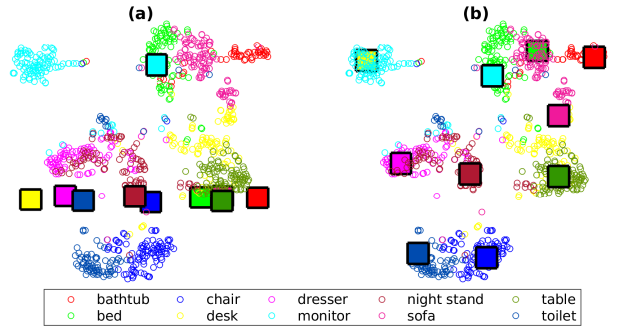 (a) (b)
bathtub chair dresser night stand table
bed desk monitor sofa toilet